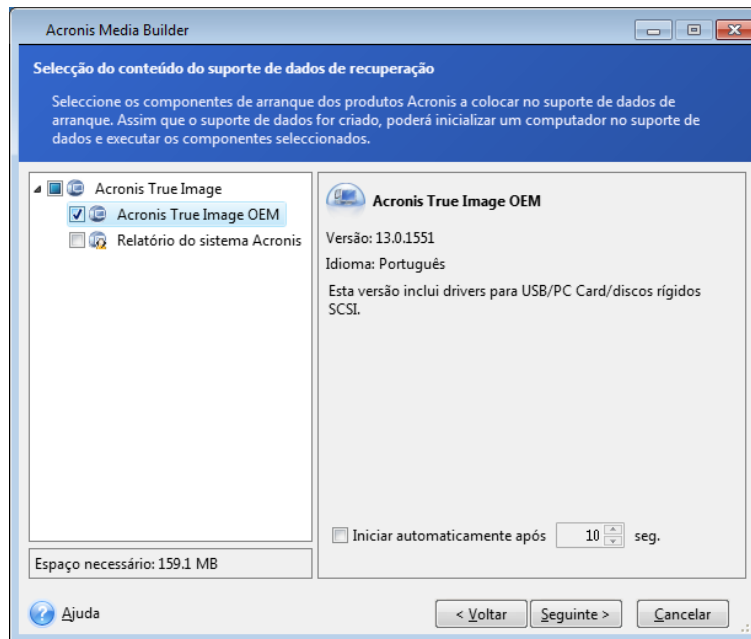 Acronis Media Builder
Selecção do conteúdo do suporte de dados de recuperação
Seleccione os componentes de arranque dos produtos Acronis a colocar no suporte de dados de
arranque. Assim que o suporte de dados for criado, poderá inicializar um computador no suporte de
dados e executar os componentes seleccionados.
Acronis True Image
Acronis True Image OEM
Relatório do sistema Acronis
Espaço necessário: 159.1 MB
Acronis True Image OEM
Versão: 13.0.1551
Idioma: Português
Esta versão inclui drivers para USB/PC Card/discos rígidos
SCSI.
Iniciar automaticamente após 10 seg.
Ajuda
< Voltar
Seguinte >
Cancelar